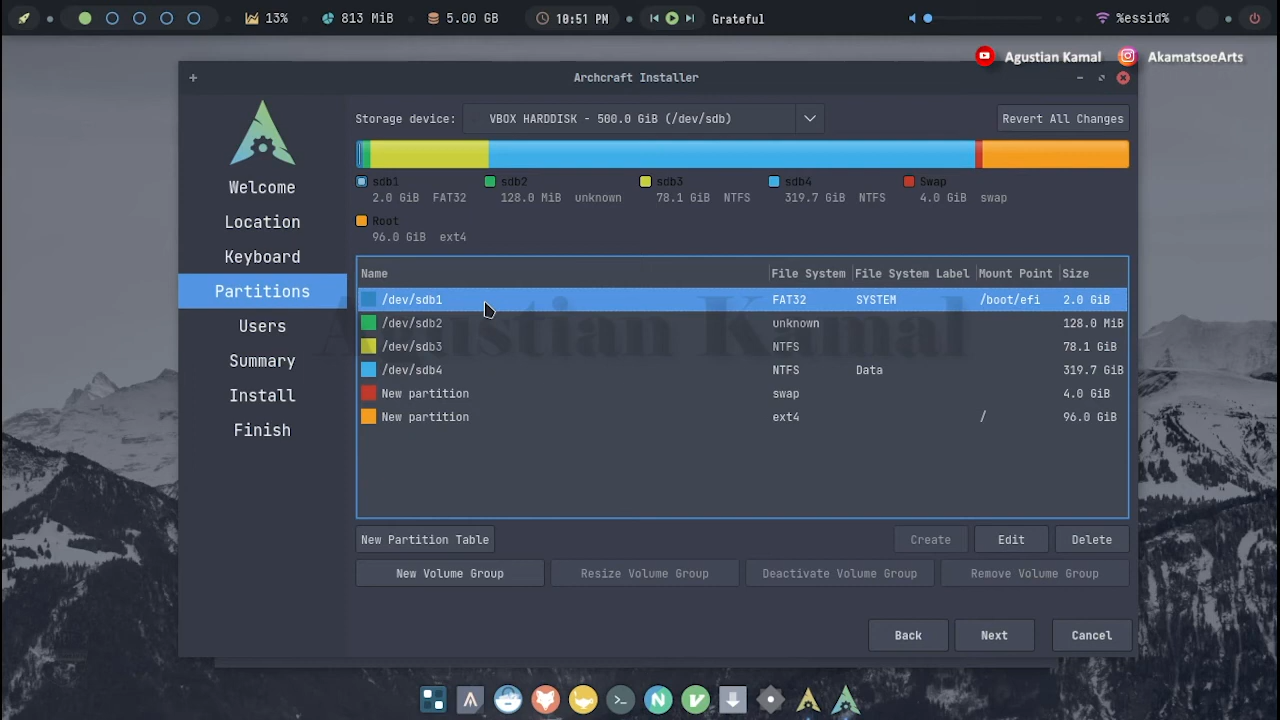 13% 813 MiB 5.00 GB 10:51 PM Grateful %essid%
Agustian Kamal AkamatsoeArts
Archcraft Installer
Storage device: VBOX HARDDISK - 500.0 GiB (/dev/sdb) Revert All Changes
sdb1 sdb2 sdb3 sdb4 Swap
2.0 GiB FAT32 128.0 MiB unknown 78.1 GiB NTFS 319.7 GiB NTFS 4.0 GiB swap
Root
96.0 GiB ext4
Welcome
Location
Keyboard
Partitions
Users
Summary
Install
Finish
Name File System File System Label Mount Point Size
/dev/sdb1 FAT32 SYSTEM /boot/efi 2.0 GiB
/dev/sdb2 unknown 128.0 MiB
/dev/sdb3 NTFS 78.1 GiB
/dev/sdb4 NTFS Data 319.7 GiB
New partition swap 4.0 GiB
New partition ext4 / 96.0 GiB
Agustian Kamal
New Partition Table Create Edit Delete
New Volume Group Resize Volume Group Deactivate Volume Group Remove Volume Group
Back Next Cancel